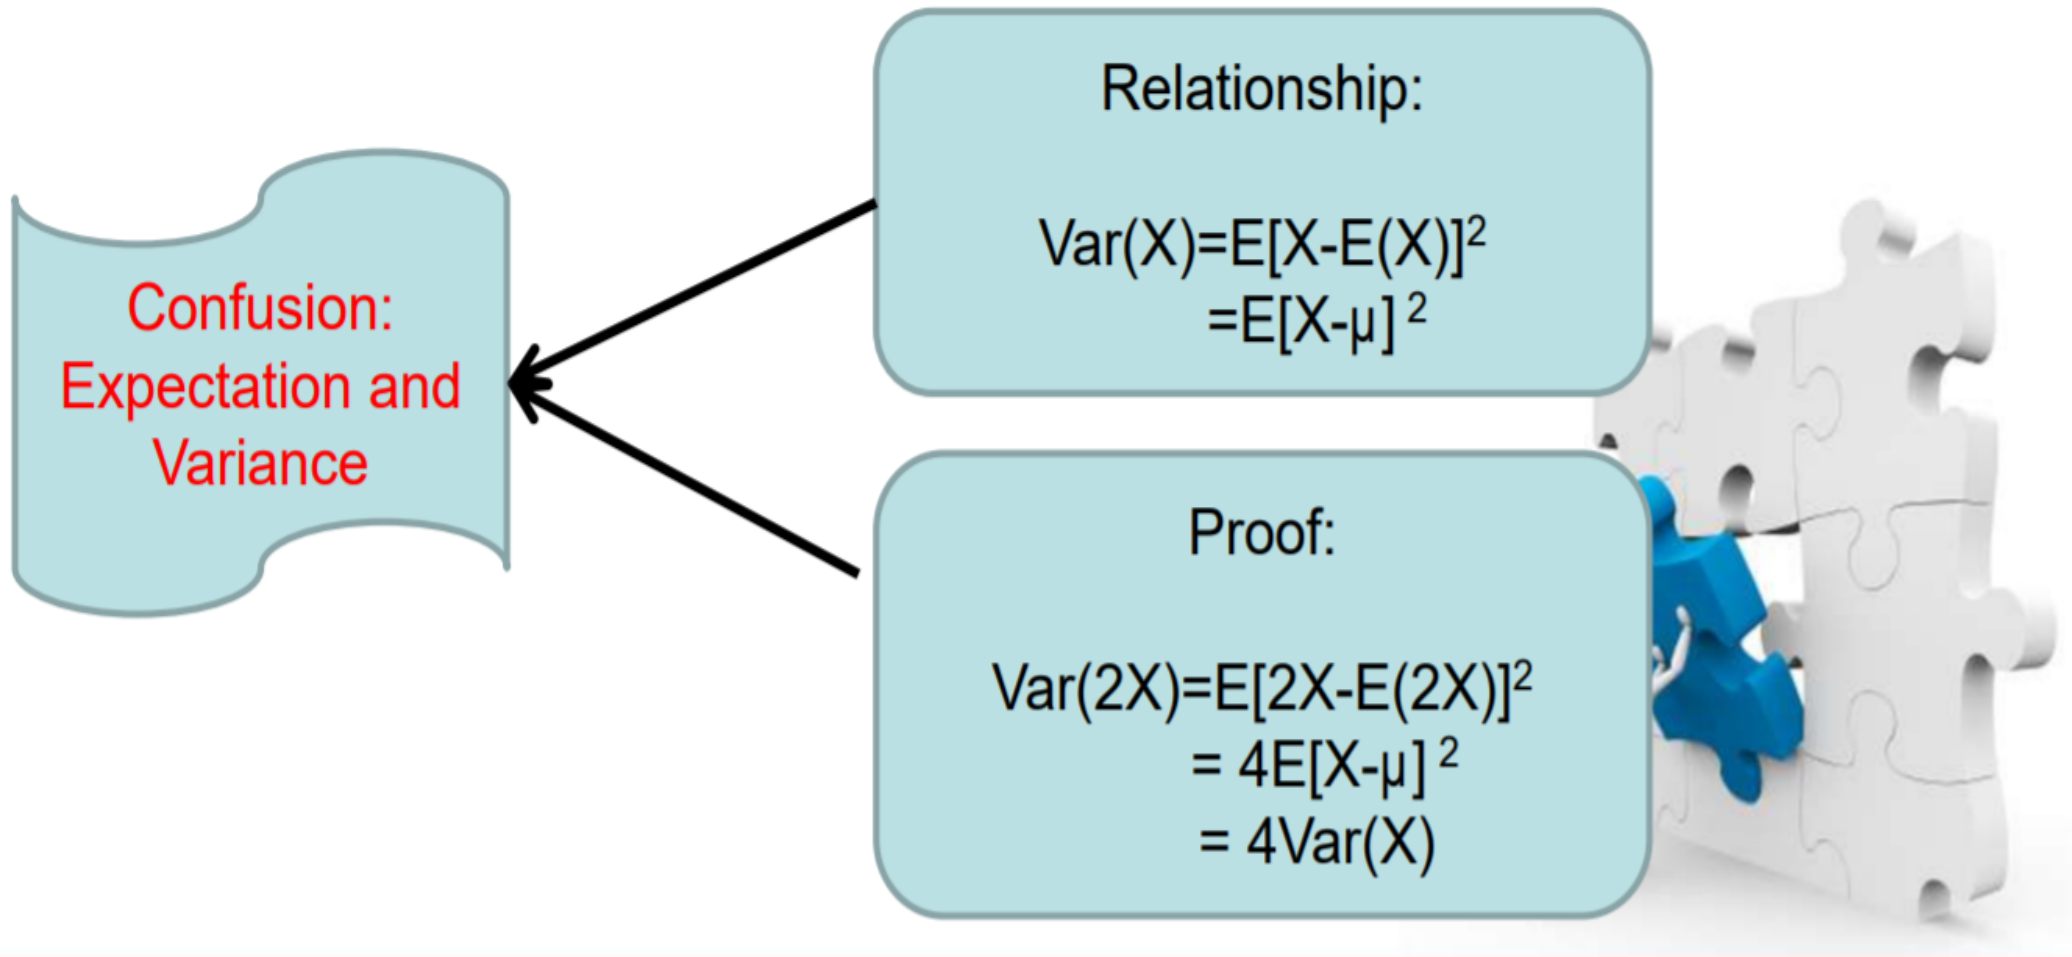 Confusion:
Expectation and
Variance
Relationship:
Var(X)=E[X-E(X)]²
=E[X-μ] ²
Proof:
Var(2X)=E[2X-E(2X)]²
= 4E[X-μ] ²
= 4Var(X)